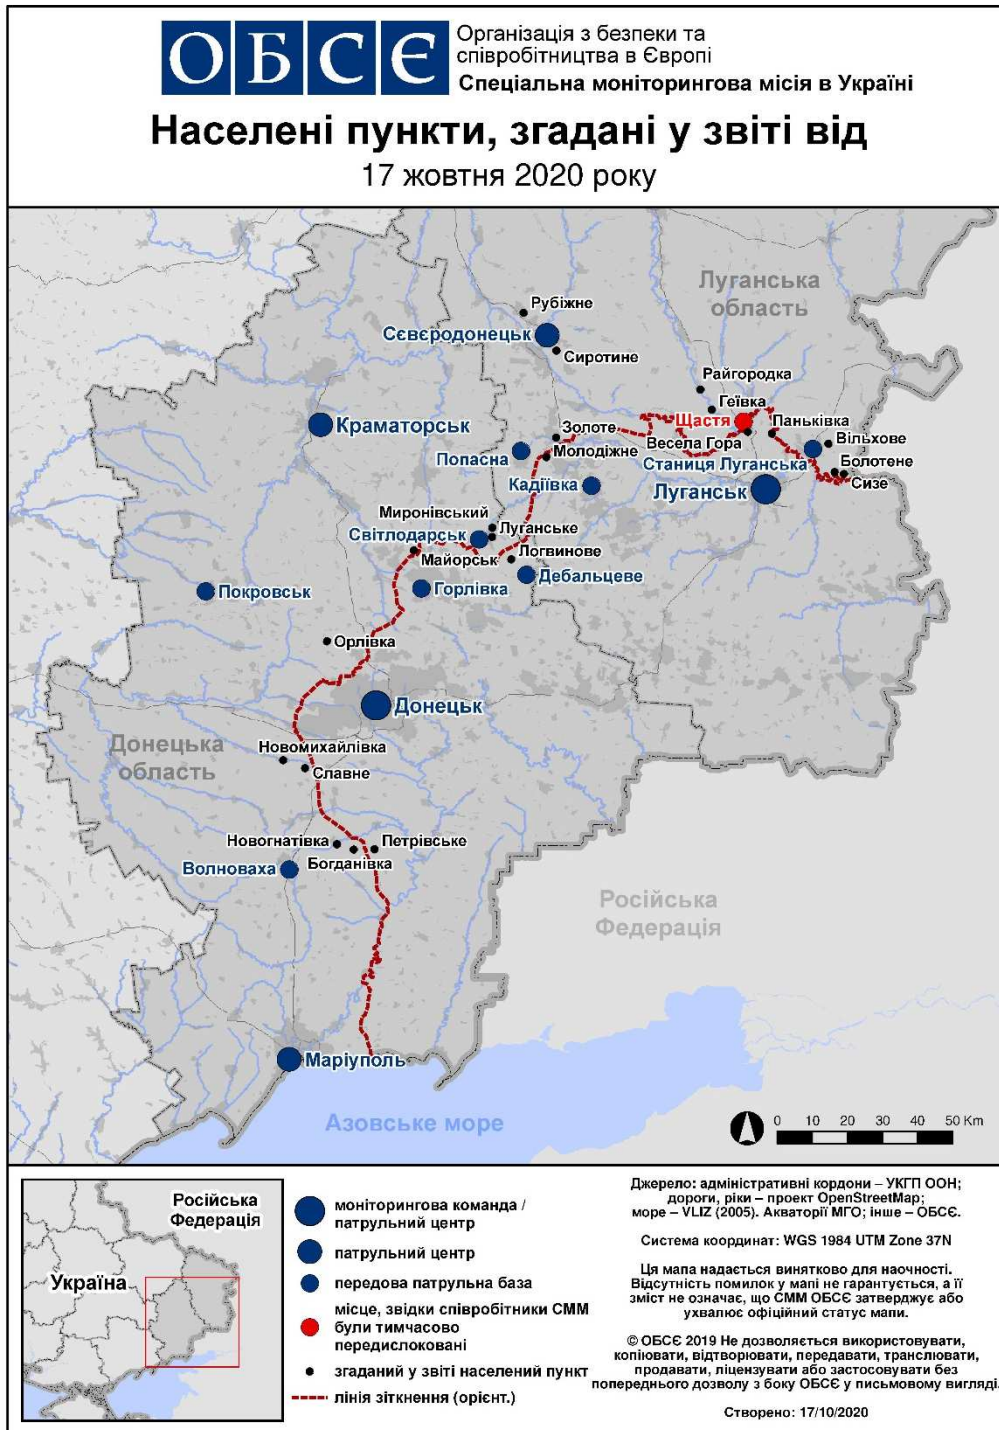 ОБСЄ
Організація з безпеки та
співробітництва в Європі
Спеціальна моніторингова місія в Україні
Населені пункти, згадані у звіті від
17 жовтня 2020 року
Луганська
область
Рубіжне
Сєвєродонецьк
Сиротине
Райгородка
Геївка
Щастя
Паньківка
Краматорськ
Золоте
Весела Гора
Вільхове
Попасна
Молодіжне
Станиця Луганська
Болотене
Кадіївка
Луганськ
Сизе
Миронівський
Луганське
Світлодарськ
Логвинове
Майорськ
Дебальцеве
Покровськ
Горлівка
Орлівка
Донецьк
Донецька
область
Новомихайлівка
Славне
Новогнатівка
Петрівське
Богданівка
Волноваха
Російська
Федерація
Маріуполь
Азовське море
0 10 20 30 40 50 Km
Російська
Федерація
Україна
моніторингова команда /
патрульний центр
патрульний центр
передова патрульна база
місце, звідки співробітники СММ
були тимчасово
передислоковані
згаданий у звіті населений пункт
лінія зіткнення (орієнт.)
Джерело: адміністративні кордони – УКГП ООН;
дороги, ріки – проект OpenStreetMap;
море – VLIZ (2005). Акваторії МГО; інше – ОБСЄ.
Система координат: WGS 1984 UTM Zone 37N
Ця мапа надається винятково для наочності.
Відсутність помилок у мапі не гарантується, а її
зміст не означає, що СММ ОБСЄ затверджує або
ухвалює офіційний статус мапи.
© ОБСЄ 2019 Не дозволяється використовувати,
копіювати, відтворювати, передавати, транслювати,
продавати, ліцензувати або застосовувати без
попереднього дозволу з боку ОБСЄ у письмовому вигляді.
Створено: 17/10/2020